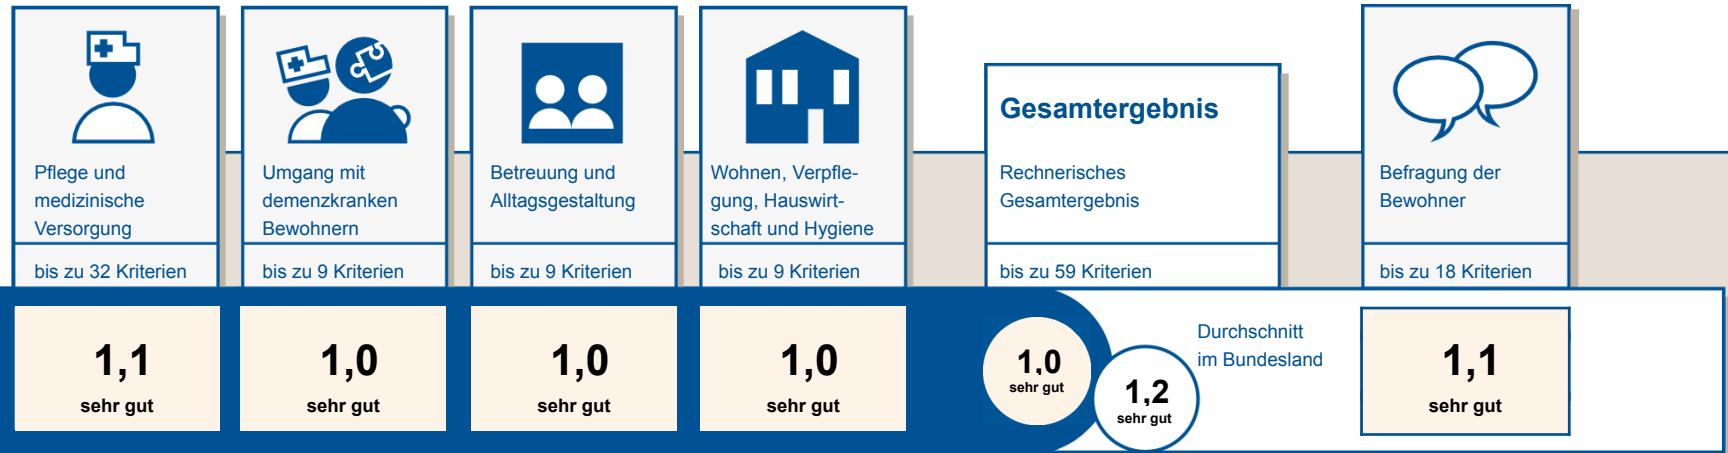 Pflege und
medizinische
Versorgung
bis zu 32 Kriterien
1,1
sehr gut
Umgang mit
demenzkranken
Bewohnern
bis zu 9 Kriterien
1,0
sehr gut
Betreuung und
Alltagsgestaltung
bis zu 9 Kriterien
1,0
sehr gut
Wohnen, Verpfle-
gung, Hauswirt-
schaft und Hygiene
bis zu 9 Kriterien
1,0
sehr gut
Gesamtergebnis
Rechnerisches
Gesamtergebnis
bis zu 59 Kriterien
1,0
sehr gut
1,2
sehr gut
Durchschnitt
im Bundesland
Befragung der
Bewohner
bis zu 18 Kriterien
1,1
sehr gut